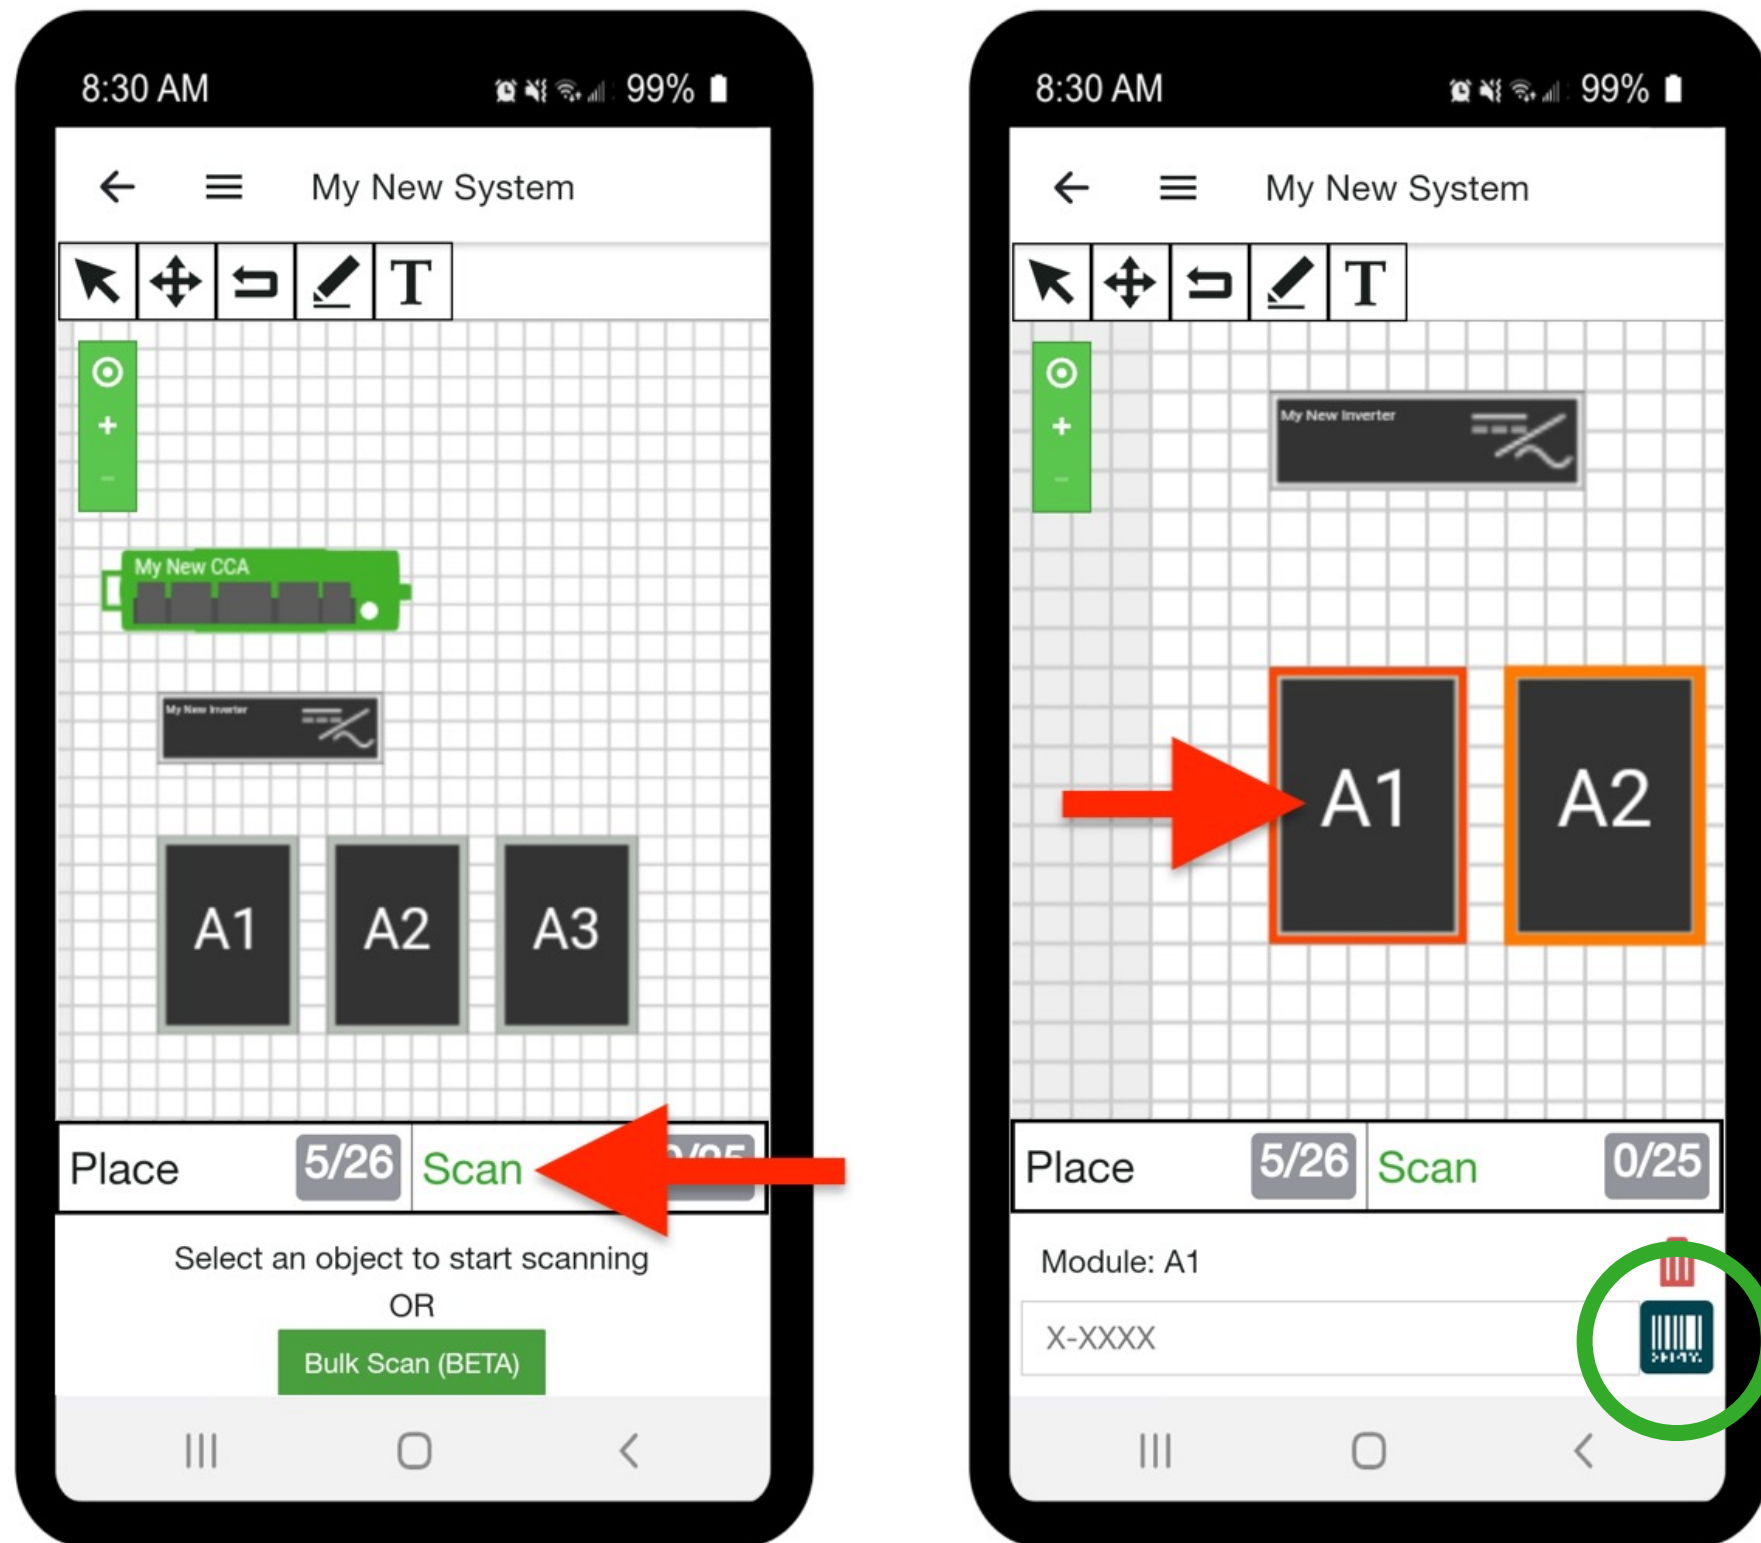 8:30 AM 99%
My New System
T
My New CCA
My New Inverter
A1 A2 A3
Place 5/26 Scan
Select an object to start scanning
OR
Bulk Scan (BETA)
8:30 AM 99%
My New System
T
My New Inverter
A1 A2
Place 5/26 Scan 0/25
Module: A1
X-XXXX